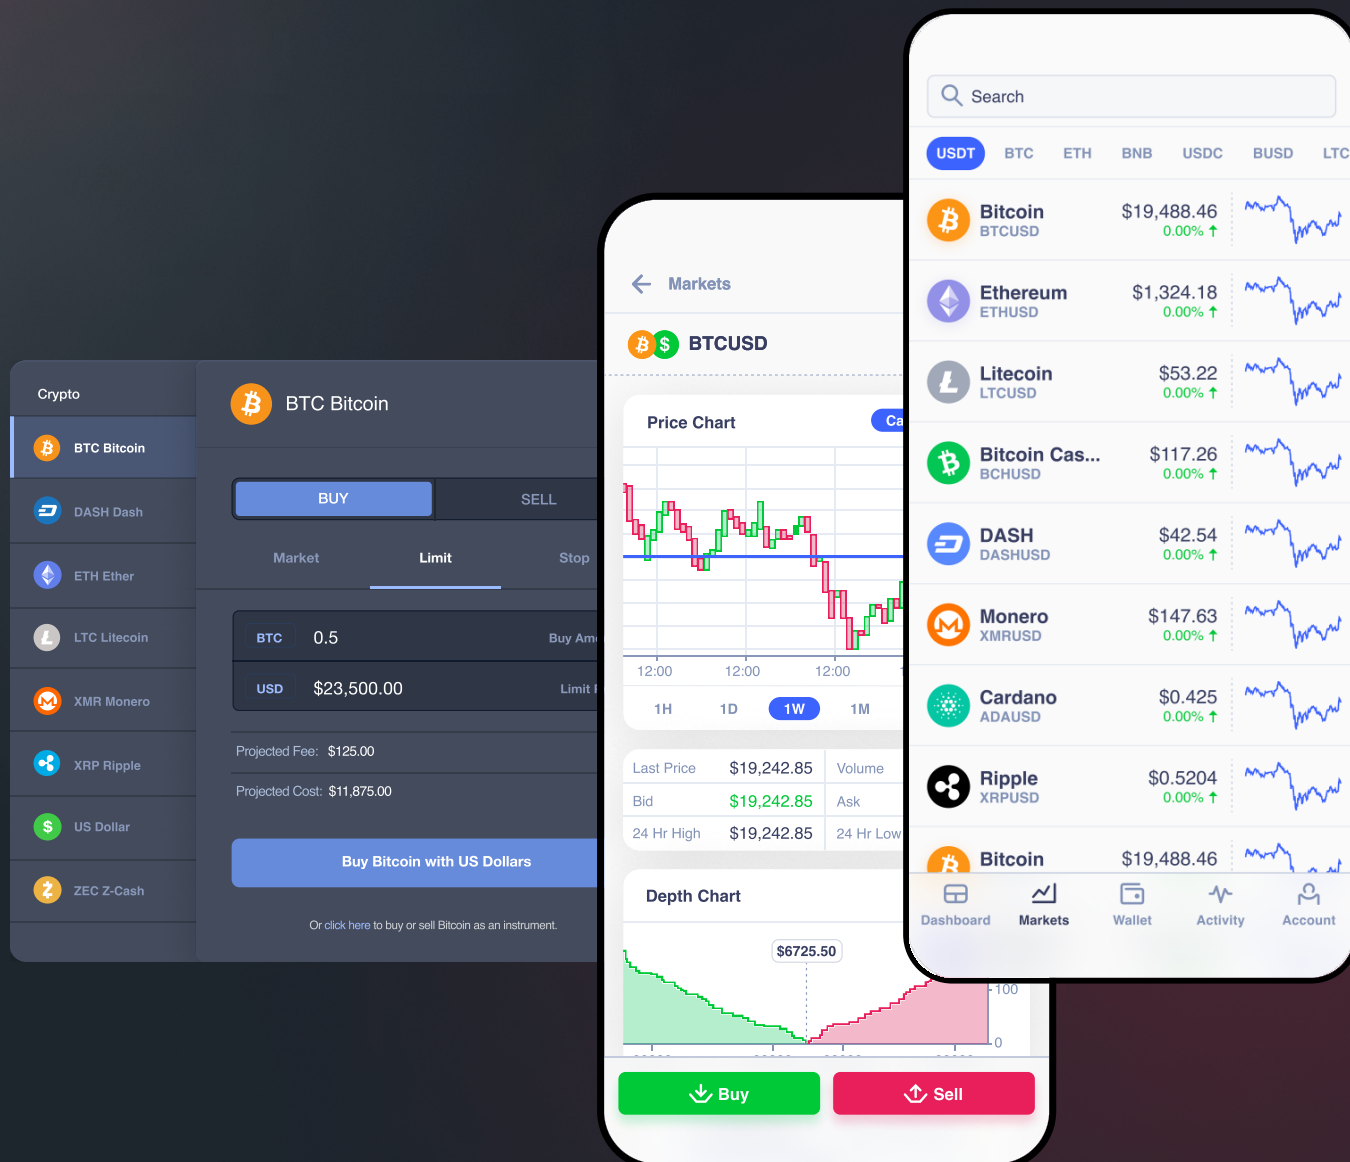 Crypto
BTC Bitcoin
DASH Dash
ETH Ether
LTC Litecoin
XMR Monero
XRP Ripple
US Dollar
ZEC Z-Cash
BTC Bitcoin
BUY SELL
Market Limit Stop
BTC 0.5 Buy
USD $23,500.00 Limit
Projected Fee: $125.00
Projected Cost: $11,875.00
Buy Bitcoin with US Dollars
Or click here to buy or sell Bitcoin as an instrument.
Markets
BTCUSD
Price Chart
12:00 12:00 12:00
1H 1D 1W 1M
Last Price $19,242.85 Volume
Bid $19,242.85 Ask
24 Hr High $19,242.85 24 Hr Low
Depth Chart
$6725.50
100
0
Buy Sell
Search
USDT BTC ETH BNB USDC BUSD LTC
Bitcoin $19,488.46
BTCUSD 0.00%
Ethereum $1,324.18
ETHUSD 0.00%
Litecoin $53.22
LTCUSD 0.00%
Bitcoin Cas... $117.26
BCHUSD 0.00%
DASH $42.54
DASHUSD 0.00%
Monero $147.63
XMRUSD 0.00%
Cardano $0.425
ADAUSD 0.00%
Ripple $0.5204
XRPUSD 0.00%
Bitcoin $19,488.46
Dashboard Markets Wallet Activity Account